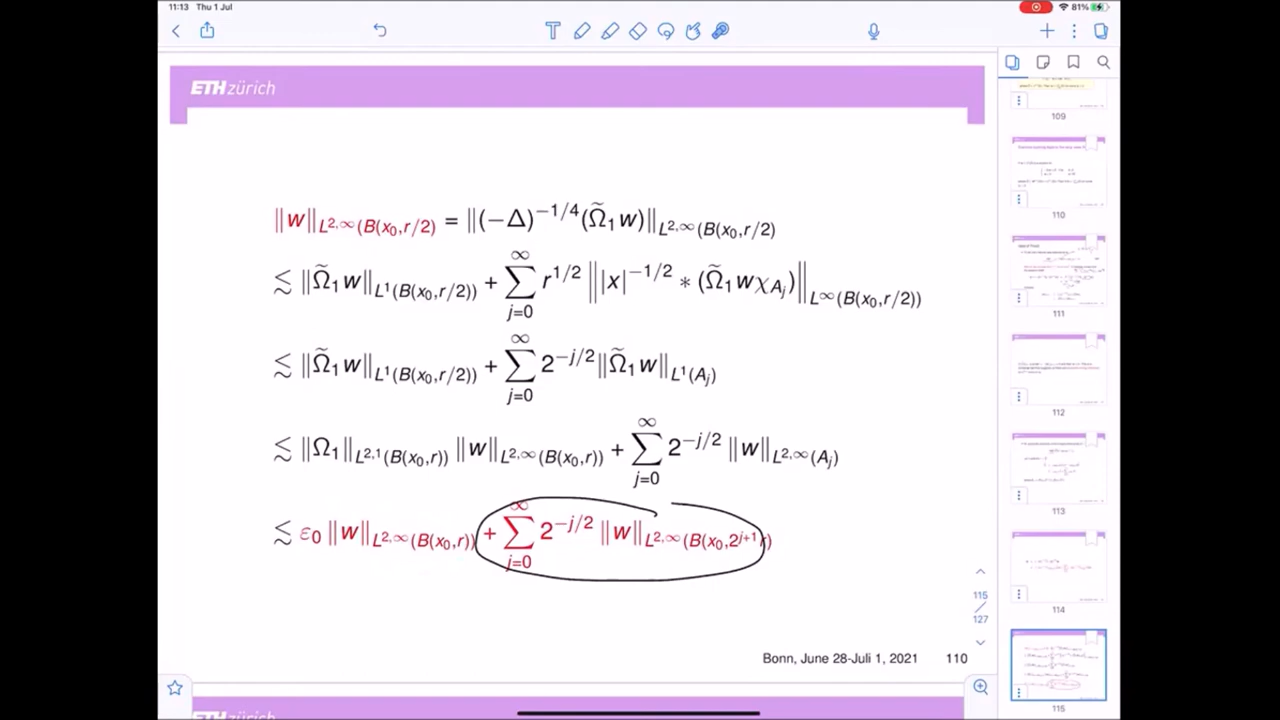 11:13 Thu 1 Jul
81%
T
ETH zürich
‖w‖_{L^{2,∞}(B(x_0,r/2)} = ‖(−Δ)^{−1/4}(Ω̃_1 w)‖_{L^{2,∞}(B(x_0,r/2)}
≲ ‖Ω̃_1 w‖_{L^1(B(x_0,r/2))} + ∑_{j=0}^{∞} r^{1/2} ‖|x|^{−1/2} ∗ (Ω̃_1 w χ_{A_j})‖_{L^∞(B(x_0,r/2))}
≲ ‖Ω̃_1 w‖_{L^1(B(x_0,r/2))} + ∑_{j=0}^{∞} 2^{−j/2} ‖Ω̃_1 w‖_{L^1(A_j)}
≲ ‖Ω_1‖_{L^{2,1}(B(x_0,r))} ‖w‖_{L^{2,∞}(B(x_0,r))} + ∑_{j=0}^{∞} 2^{−j/2} ‖w‖_{L^{2,∞}(A_j)}
≲ ε_0 ‖w‖_{L^{2,∞}(B(x_0,r))} + ∑_{j=0}^{∞} 2^{−j/2} ‖w‖_{L^{2,∞}(B(x_0,2^{j+1}r)}
Bonn, June 28-Juli 1, 2021 110
115
127
109
110
111
112
113
114
115